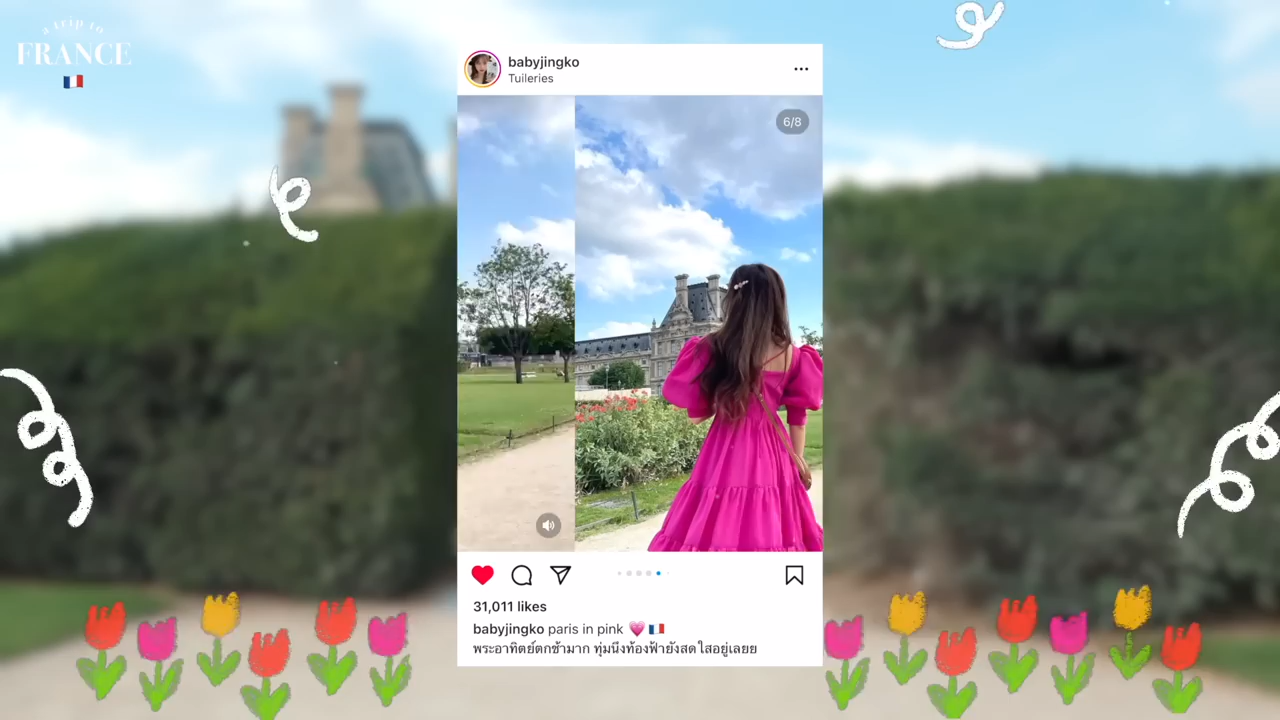 a trip to
FRANCE
babyjingko
Tuileries
6/8
31,011 likes
babyjingko paris in pink 💗🇫🇷
พระอาทิตย์ตกช้ามาก ทุ่มนึงท้องฟ้ายังสดใสอยู่เลยย